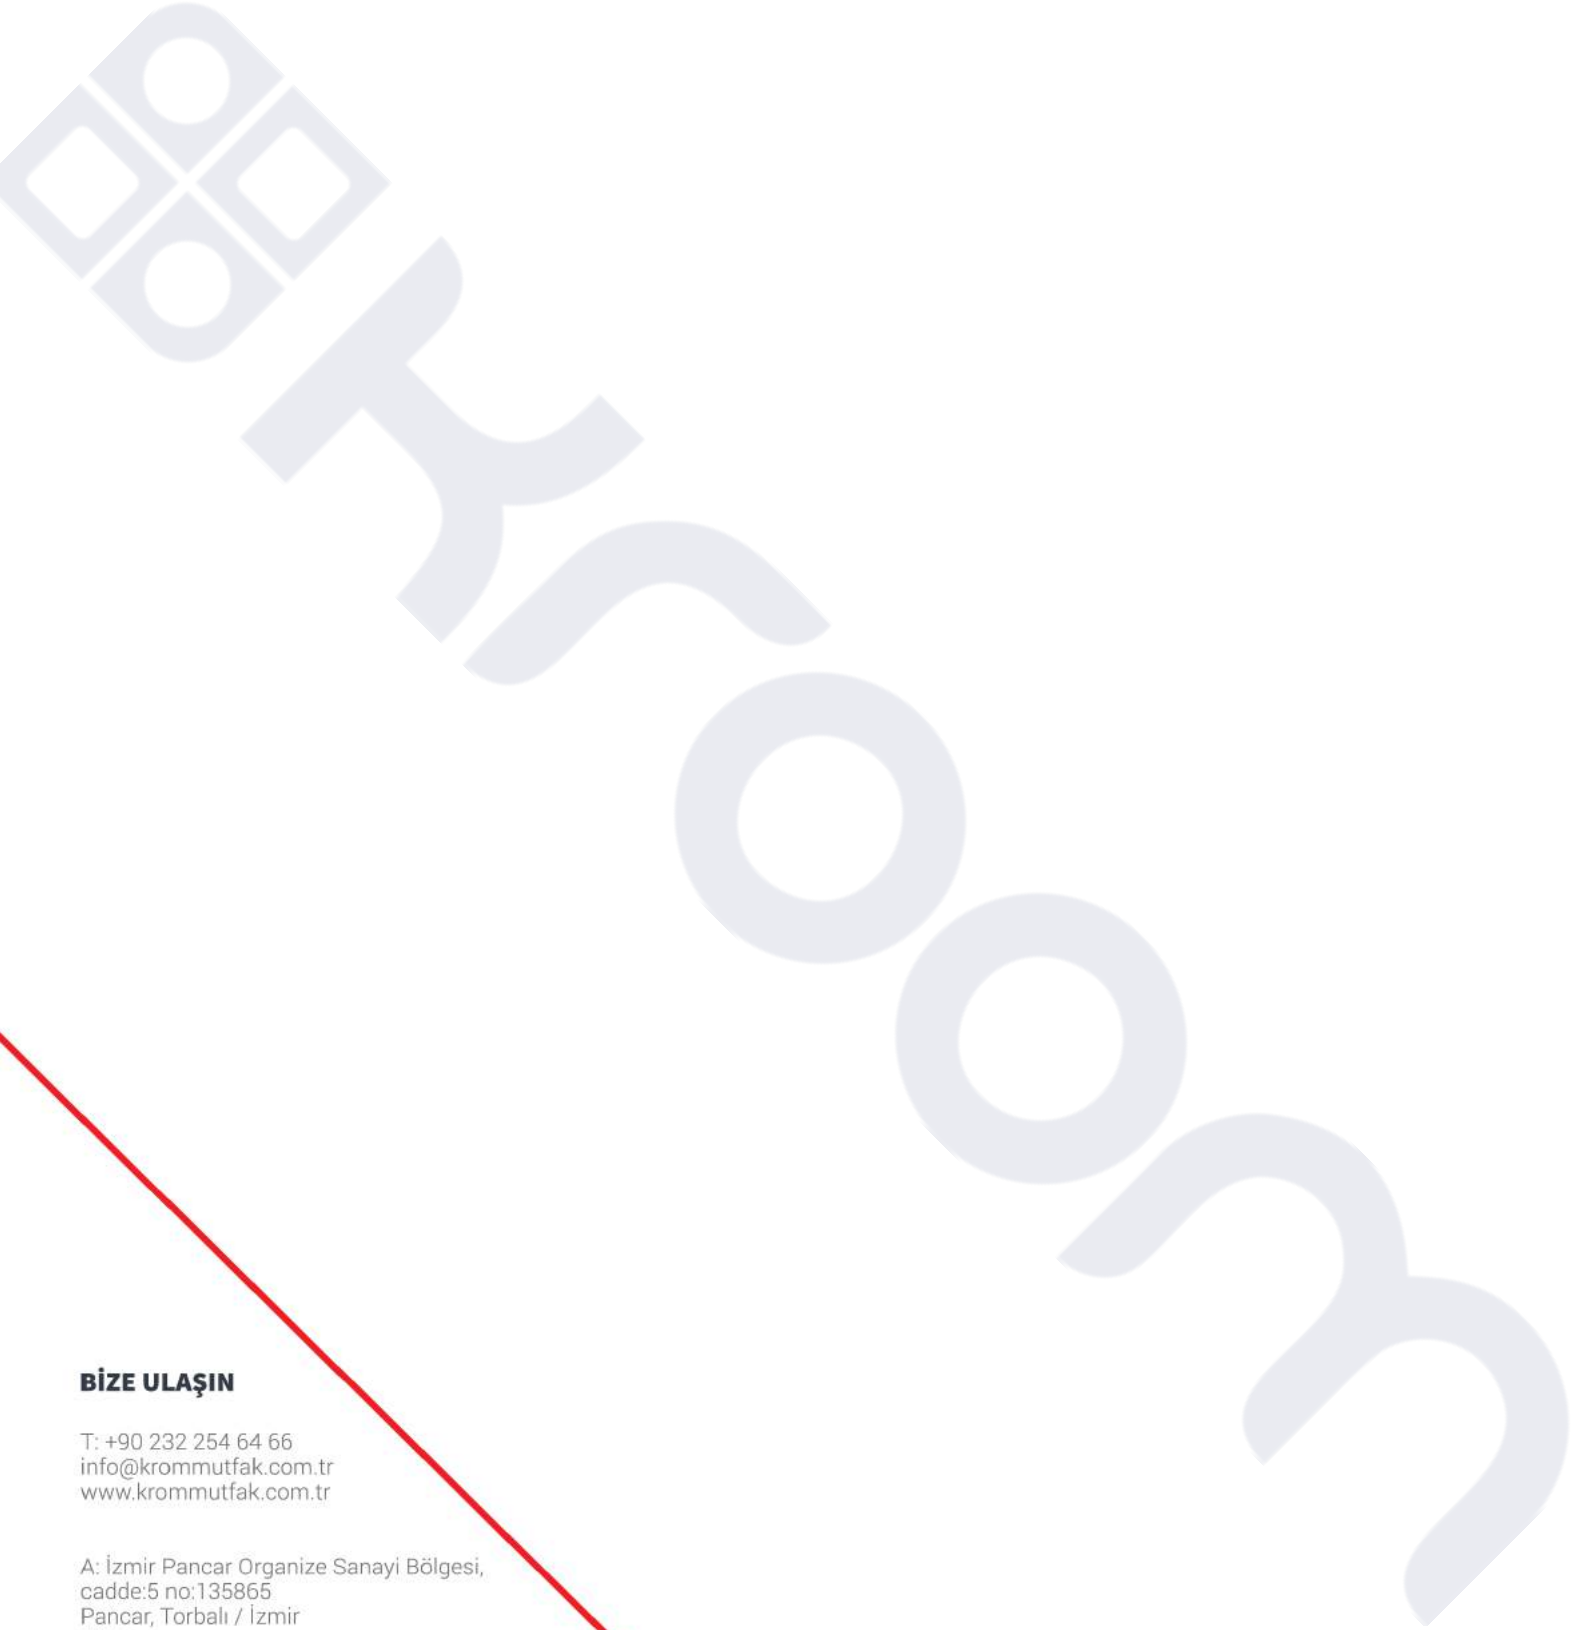 kroom
BİZE ULAŞIN
T: +90 232 254 64 66
info@krommutfak.com.tr
www.krommutfak.com.tr
A: İzmir Pancar Organize Sanayi Bölgesi,
cadde:5 no:135865
Pancar, Torbalı / İzmir